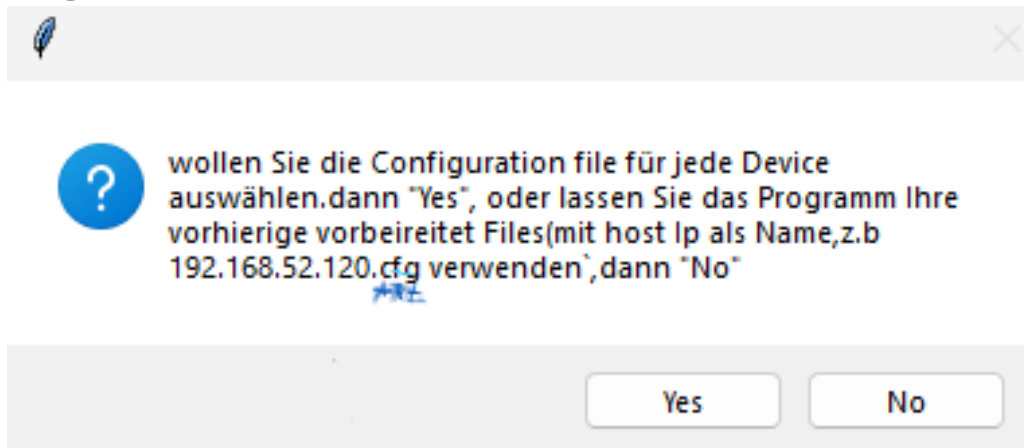 wollen Sie die Configuration file für jede Device
auswählen.dann "Yes", oder lassen Sie das Programm Ihre
vorhierige vorbeireitet Files(mit host Ip als Name,z.b
192.168.52.120.cfg verwenden`,dann "No"
Yes
No